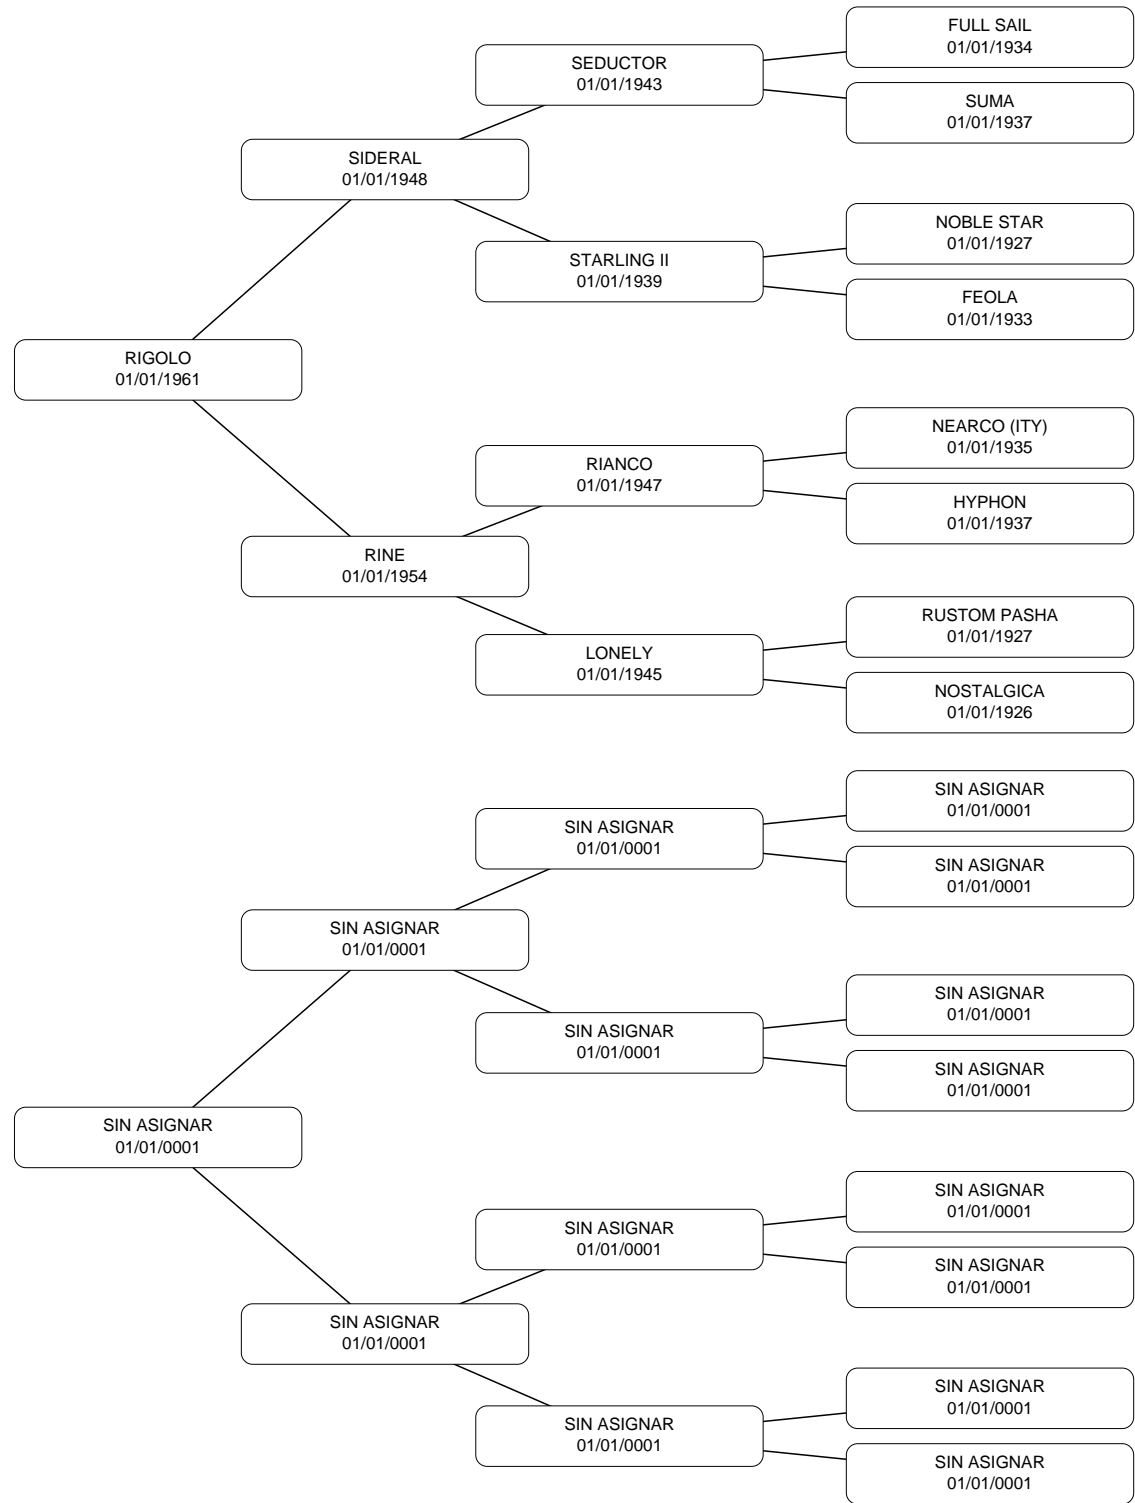 FULL SAIL
01/01/1934
SEDUCTOR
01/01/1943
SUMA
01/01/1937
SIDERAL
01/01/1948
NOBLE STAR
01/01/1927
STARLING II
01/01/1939
FEOLA
01/01/1933
RIGOLO
01/01/1961
NEARCO (ITY)
01/01/1935
RIANCO
01/01/1947
HYPHON
01/01/1937
RINE
01/01/1954
RUSTOM PASHA
01/01/1927
LONELY
01/01/1945
NOSTALGICA
01/01/1926
SIN ASIGNAR
01/01/0001
SIN ASIGNAR
01/01/0001
SIN ASIGNAR
01/01/0001
SIN ASIGNAR
01/01/0001
SIN ASIGNAR
01/01/0001
SIN ASIGNAR
01/01/0001
SIN ASIGNAR
01/01/0001
SIN ASIGNAR
01/01/0001
SIN ASIGNAR
01/01/0001
SIN ASIGNAR
01/01/0001
SIN ASIGNAR
01/01/0001
SIN ASIGNAR
01/01/0001
SIN ASIGNAR
01/01/0001
SIN ASIGNAR
01/01/0001
SIN ASIGNAR
01/01/0001